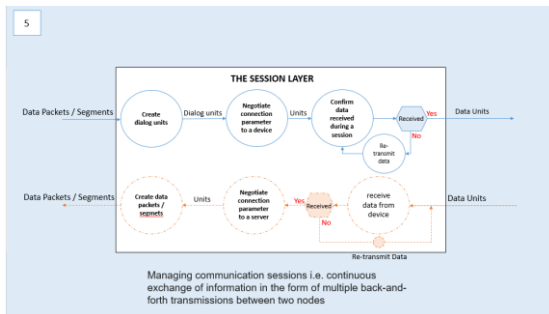 5
THE SESSION LAYER
Data Packets / Segments
Create
dialog units
Dialog units
Negotiate
connection
parameter
to a device
Units
Confirm
data
received
during a
session
Received
Yes
Data Units
No
Re-
transmit
data
Data Packets / Segments
Create data
packets /
segmets
Units
Negotiate
connection
parameter
to a server
Yes
Received
No
receive
data from
device
Data Units
Re-transmit Data
Managing communication sessions i.e. continuous
exchange of information in the form of multiple back-and-
forth transmissions between two nodes